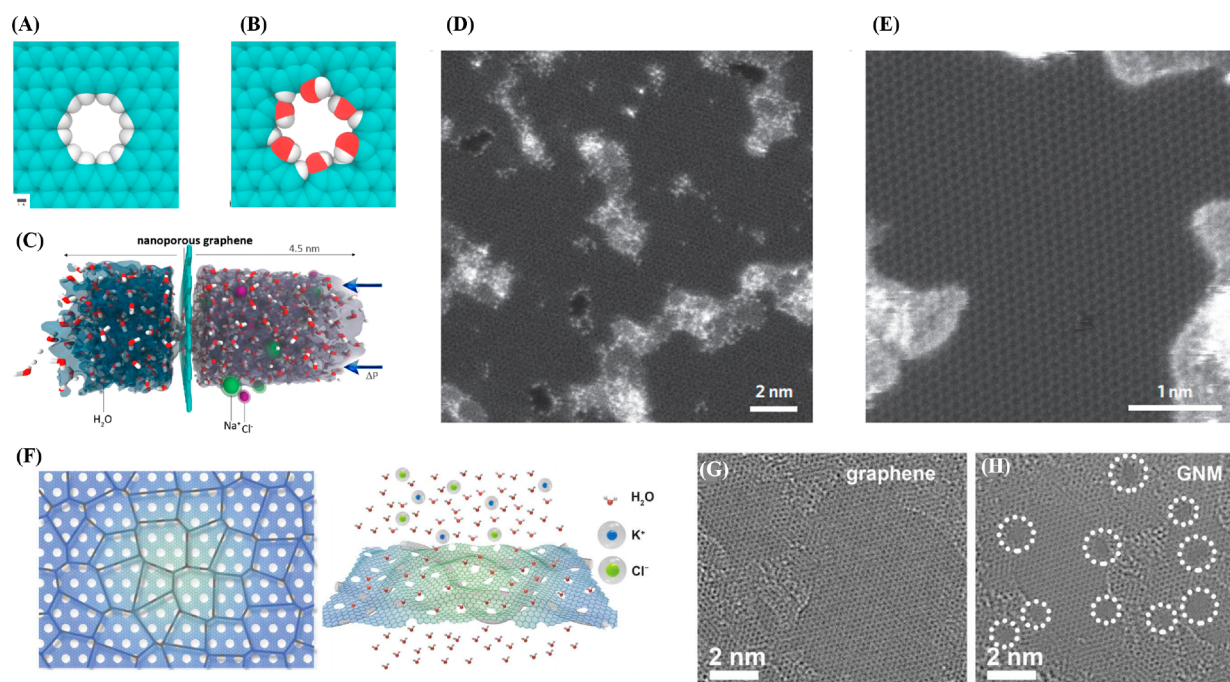 (A)
(B)
(C)
nanoporous graphene
4.5 nm
ΔP
H₂O
Na⁺ Cl⁻
(D)
2 nm
(E)
1 nm
(F)
H₂O
K⁺
Cl⁻
(G)
graphene
2 nm
(H)
GNM
2 nm